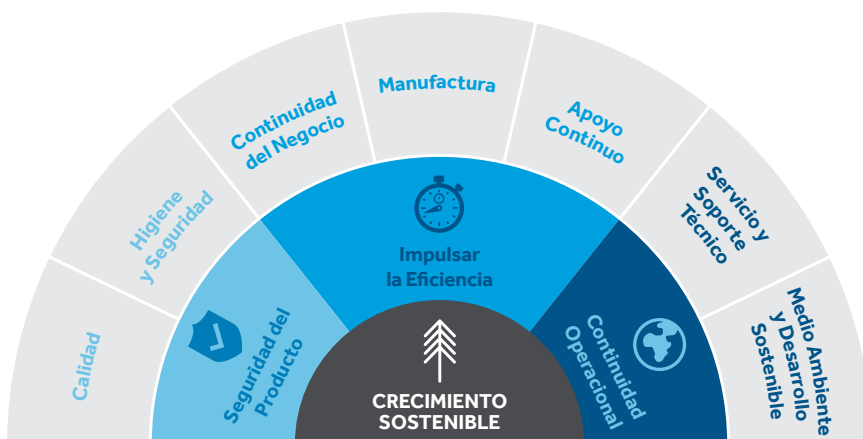 Calidad
Higiene
y Seguridad
Continuidad
del Negocio
Manufactura
Apoyo
Continuo
Servicio y
Soporte
Técnico
Medio Ambiente
y Desarrollo
Sostenible
Seguridad del
Producto
Impulsar
la Eficiencia
Continuidad
Operacional
CRECIMIENTO
SOSTENIBLE